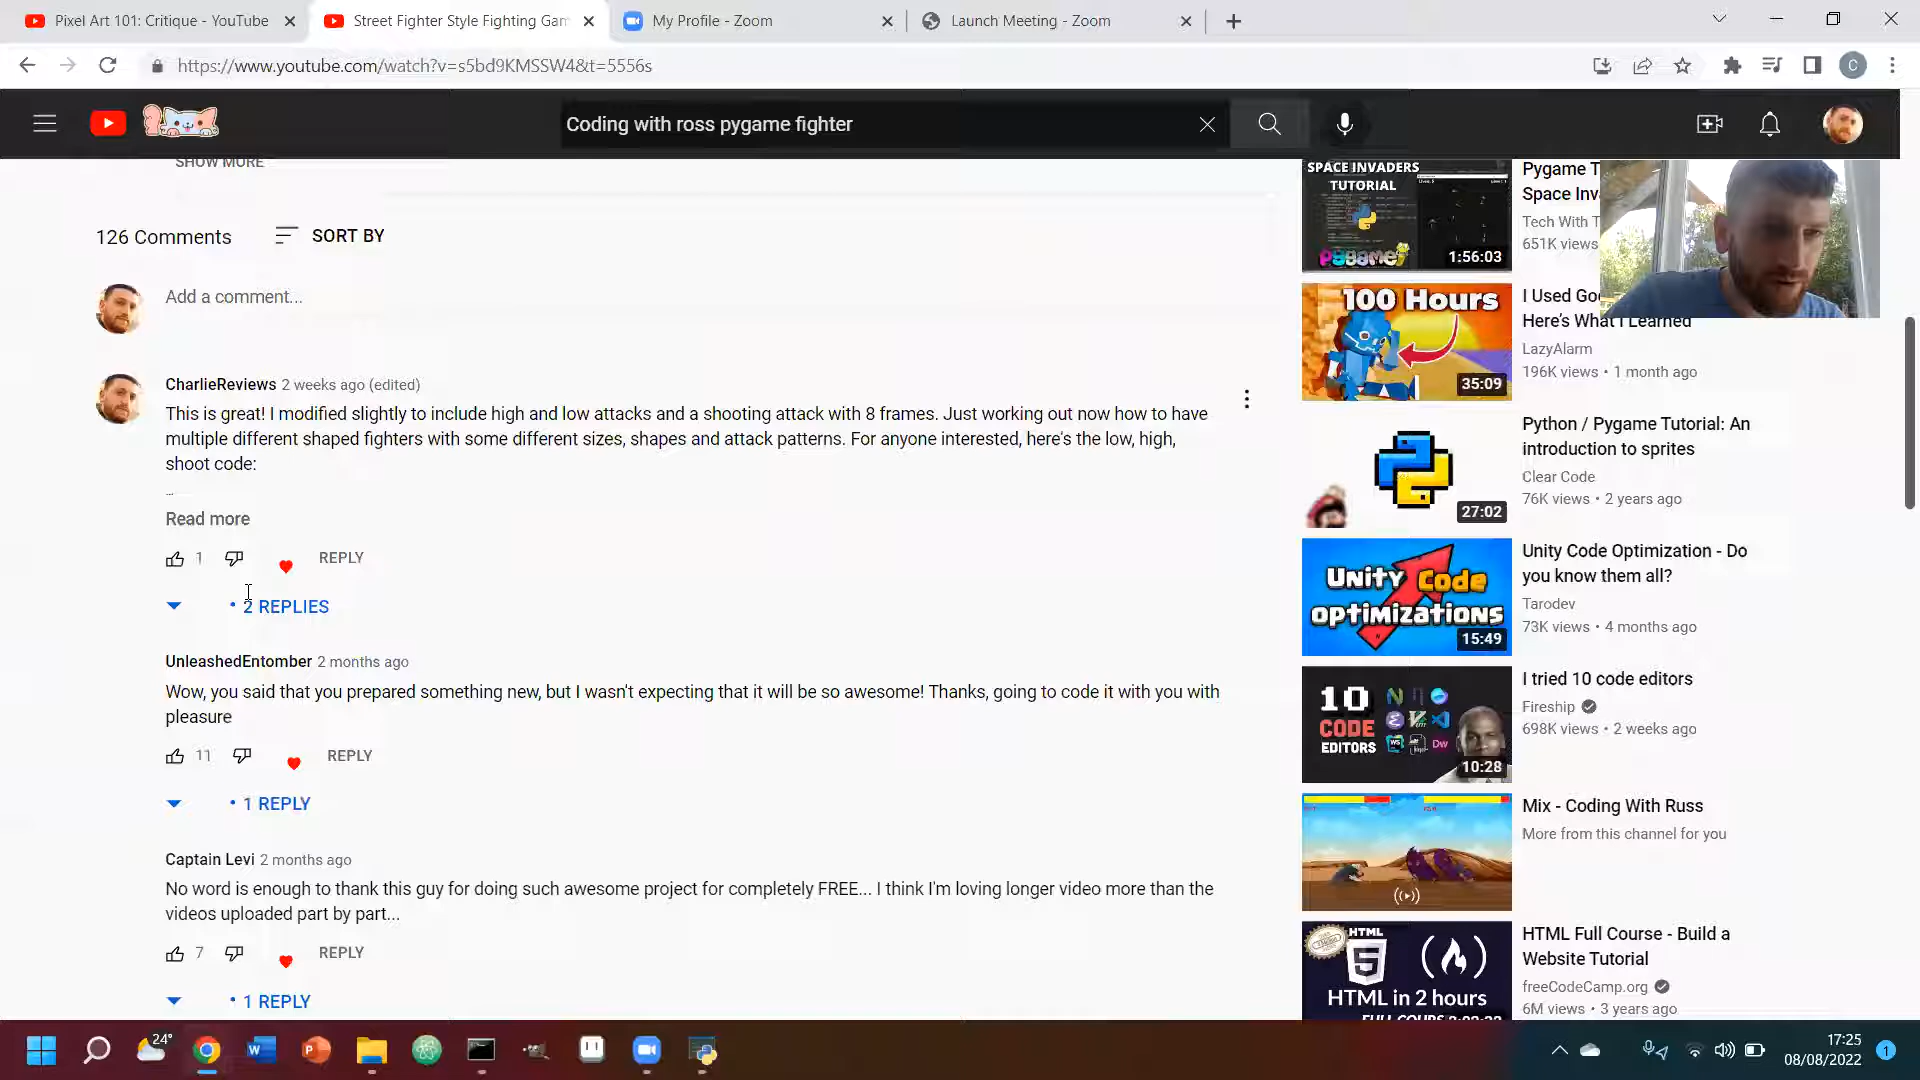 Pixel Art 101: Critique - YouTube
Street Fighter Style Fighting Gam
My Profile - Zoom
Launch Meeting - Zoom
https://www.youtube.com/watch?v=s5bd9KMSSW4&t=5556s
C
Coding with ross pygame fighter
SHOW MORE
126 Comments
SORT BY
Add a comment...
CharlieReviews 2 weeks ago (edited)
This is great! I modified slightly to include high and low attacks and a shooting attack with 8 frames. Just working out now how to have
multiple different shaped fighters with some different sizes, shapes and attack patterns. For anyone interested, here's the low, high,
shoot code:
...
Read more
1
REPLY
2 REPLIES
UnleashedEntomber 2 months ago
Wow, you said that you prepared something new, but I wasn't expecting that it will be so awesome! Thanks, going to code it with you with
pleasure
11
REPLY
1 REPLY
Captain Levi 2 months ago
No word is enough to thank this guy for doing such awesome project for completely FREE... I think I'm loving longer video more than the
videos uploaded part by part...
7
REPLY
1 REPLY
SPACE INVADERS
TUTORIAL
pygame
1:56:03
Pygame T
Space Inv
Tech With T
651K views
100 Hours
35:09
I Used Go
Here's What I Learned
LazyAlarm
196K views • 1 month ago
27:02
Python / Pygame Tutorial: An
introduction to sprites
Clear Code
76K views • 2 years ago
Unity Code
optimizations
15:49
Unity Code Optimization - Do
you know them all?
Tarodev
73K views • 4 months ago
10
CODE
EDITORS
WS
Dw
10:28
I tried 10 code editors
Fireship
698K views • 2 weeks ago
Mix - Coding With Russ
More from this channel for you
HTML
5
HTML in 2 hours
HTML Full Course - Build a
Website Tutorial
freeCodeCamp.org
6M views • 3 years ago
24°
17:25
08/08/2022
1